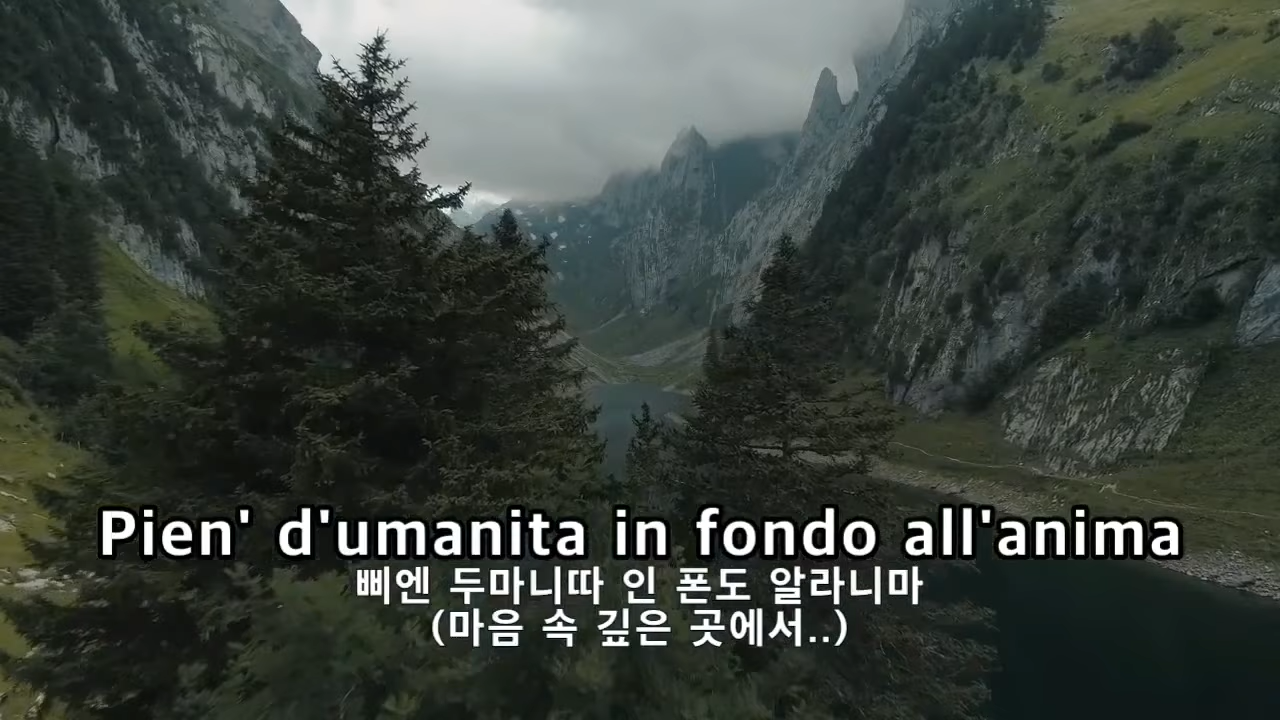 Pien' d'umanita in fondo all'anima
삐엔 두마니따 인 폰도 알라니마
(마음 속 깊은 곳에서..)